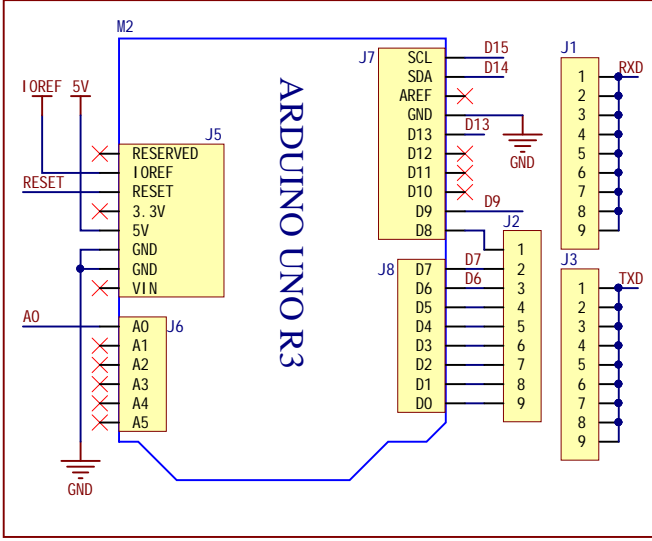 M2
IOREF 5V
RESET
A0
GND
J5
RESERVED
IOREF
RESET
3.3V
5V
GND
GND
VIN
J6
A0
A1
A2
A3
A4
A5
ARDUINO UNO R3
J7
SCL
SDA
AREF
GND
D13
D12
D11
D10
D9
D8
D15
D14
D13
GND
D9
J8
D7
D6
D5
D4
D3
D2
D1
D0
D7
D6
J2
1
2
3
4
5
6
7
8
9
J1
1
2
3
4
5
6
7
8
9
RXD
J3
1
2
3
4
5
6
7
8
9
TXD